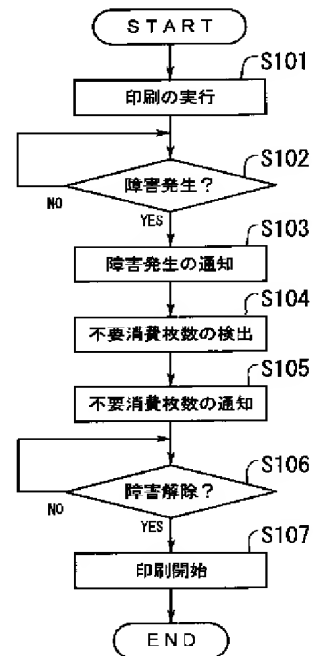 START
S101
印刷の実行
S102
障害発生?
NO
YES
S103
障害発生の通知
S104
不要消費枚数の検出
S105
不要消費枚数の通知
S106
障害解除?
NO
YES
S107
印刷開始
END